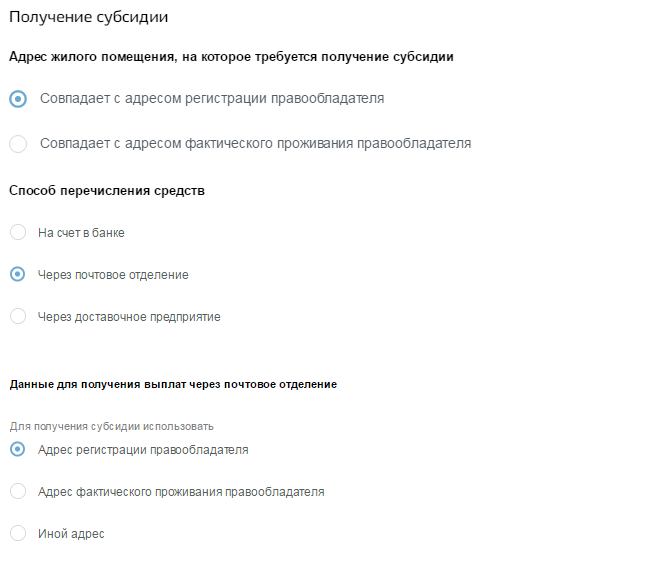 Получение субсидии
Адрес жилого помещения, на которое требуется получение субсидии
Совпадает с адресом регистрации правообладателя
Совпадает с адресом фактического проживания правообладателя
Способ перечисления средств
На счет в банке
Через почтовое отделение
Через доставочное предприятие
Данные для получения выплат через почтовое отделение
Для получения субсидии использовать
Адрес регистрации правообладателя
Адрес фактического проживания правообладателя
Иной адрес